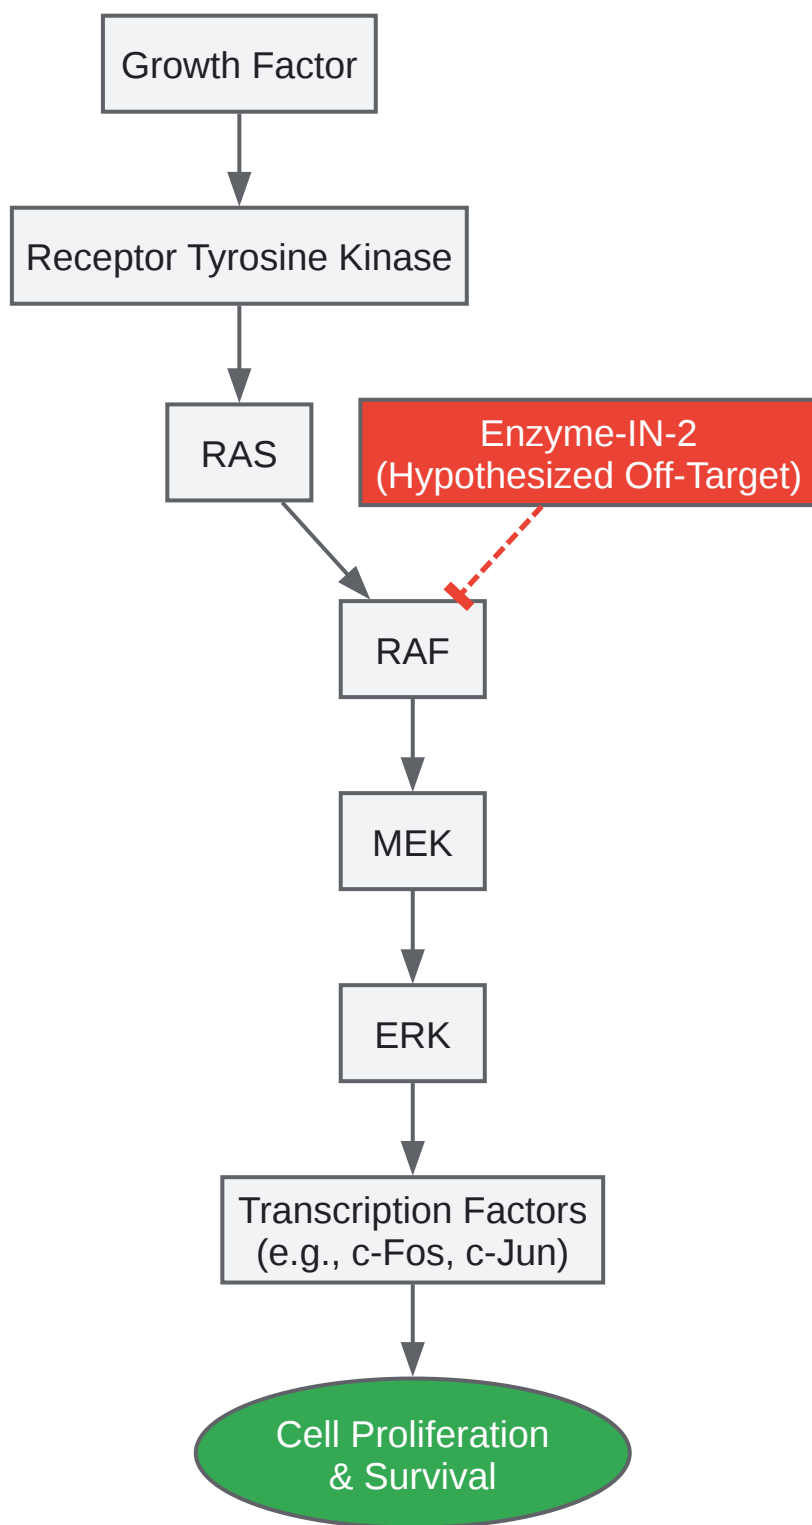 Growth Factor
Receptor Tyrosine Kinase
RAS
Enzyme-IN-2
(Hypothesized Off-Target)
RAF
MEK
ERK
Transcription Factors
(e.g., c-Fos, c-Jun)
Cell Proliferation
& Survival